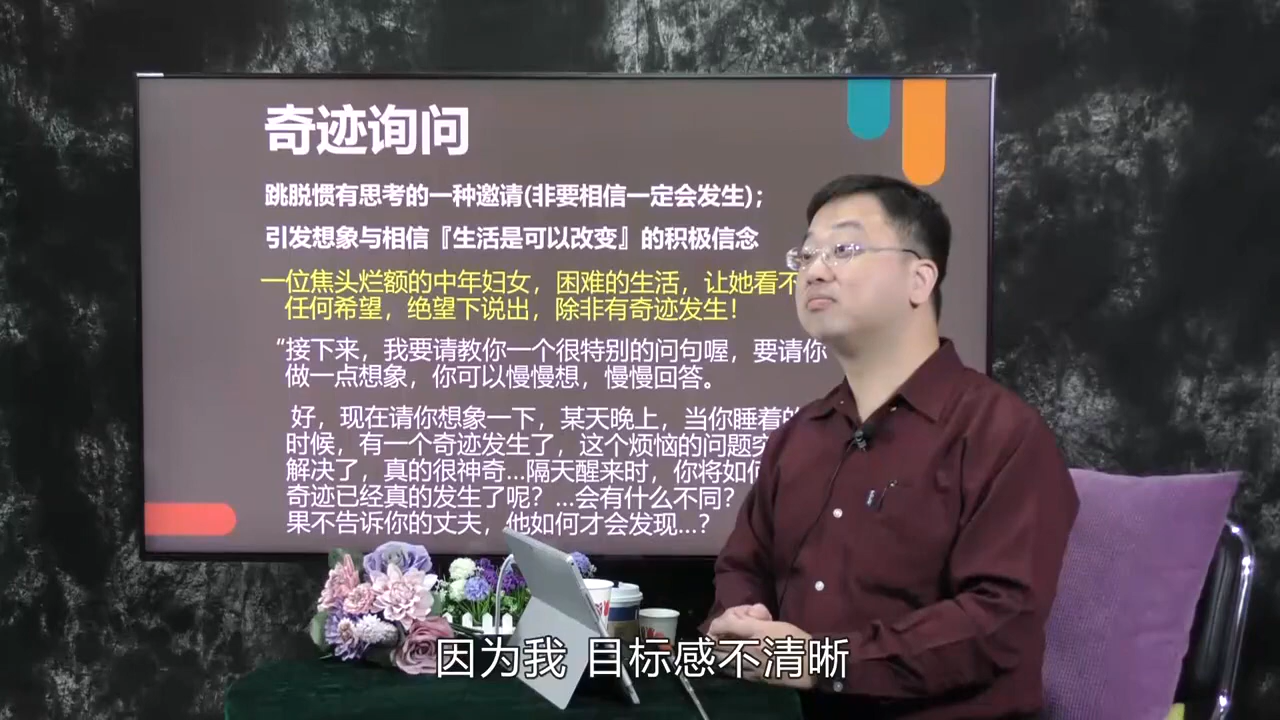 奇迹询问
跳脱惯有思考的一种邀请(非要相信一定会发生)；
引发想象与相信『生活是可以改变』的积极信念
一位焦头烂额的中年妇女，困难的生活，让她看不
任何希望，绝望下说出，除非有奇迹发生！
“接下来，我要请教你一个很特别的问句喔，要请你
做一点想象，你可以慢慢想，慢慢回答。
好，现在请你想象一下，某天晚上，当你睡着的
时候，有一个奇迹发生了，这个烦恼的问题突
解决了，真的很神奇...隔天醒来时，你将如何
奇迹已经真的发生了呢？...会有什么不同？
果不告诉你的丈夫，他如何才会发现...?
因为我 目标感不清晰